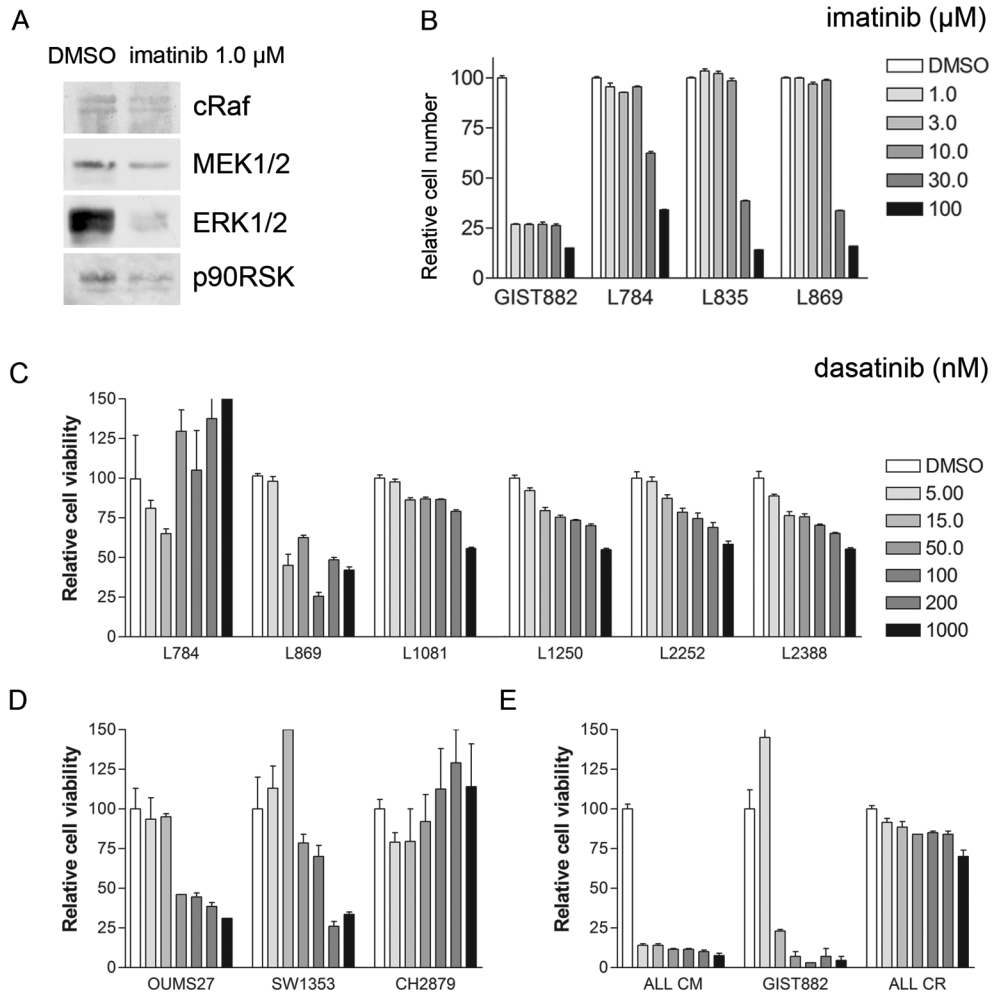 A
DMSO imatinib 1.0 µM
cRaf
MEK1/2
ERK1/2
p90RSK
B
imatinib (µM)
Relative cell number
100
75
50
25
0
GIST882 L784 L835 L869
DMSO
1.0
3.0
10.0
30.0
100
C
dasatinib (nM)
Relative cell viability
150
125
100
75
50
25
0
L784 L869 L1081 L1250 L2252 L2388
DMSO
5.00
15.0
50.0
100
200
1000
D
Relative cell viability
150
125
100
75
50
25
0
OUMS27 SW1353 CH2879
E
Relative cell viability
150
125
100
75
50
25
0
ALL CM GIST882 ALL CR